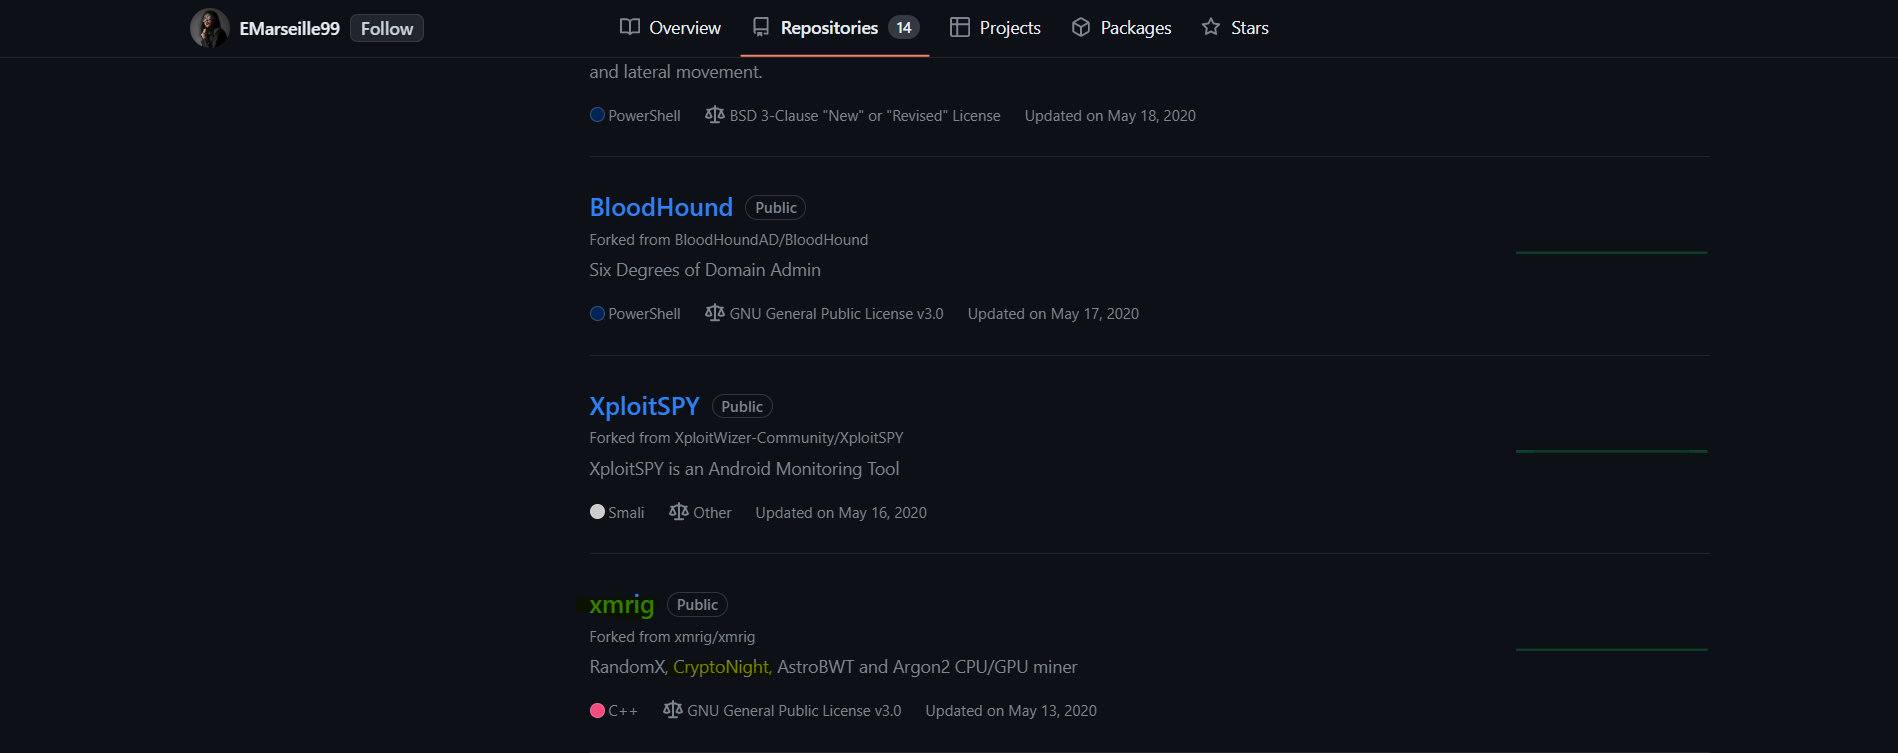 EMarseille99 Follow Overview Repositories 14 Projects Packages Stars
and lateral movement.
PowerShell BSD 3-Clause "New" or "Revised" License Updated on May 18, 2020
BloodHound Public
Forked from BloodHoundAD/BloodHound
Six Degrees of Domain Admin
PowerShell GNU General Public License v3.0 Updated on May 17, 2020
XploitSPY Public
Forked from XploitWizer-Community/XploitSPY
XploitSPY is an Android Monitoring Tool
Smali Other Updated on May 16, 2020
xmrig Public
Forked from xmrig/xmrig
RandomX, CryptoNight, AstroBWT and Argon2 CPU/GPU miner
C++ GNU General Public License v3.0 Updated on May 13, 2020